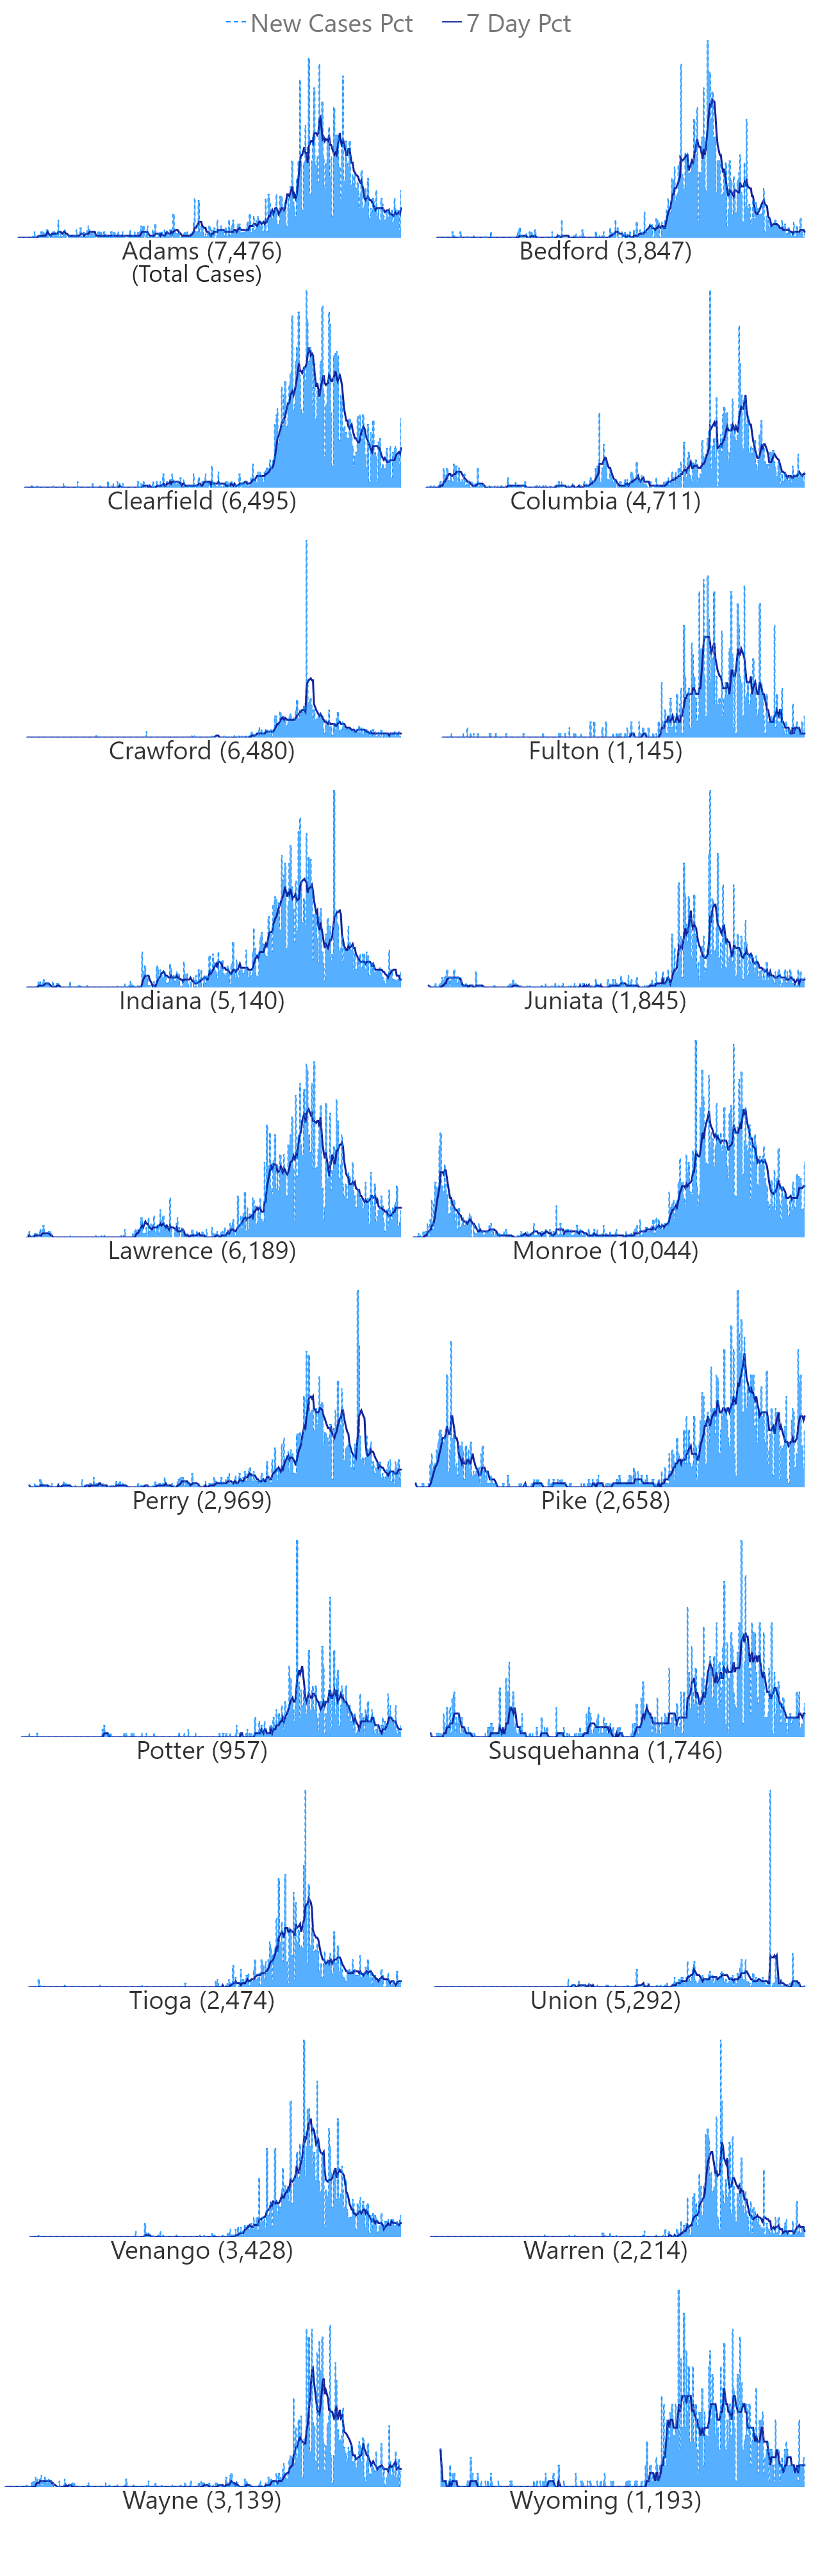 New Cases Pct 7 Day Pct
Adams (7,476) Bedford (3,847)
(Total Cases)
Clearfield (6,495) Columbia (4,711)
Crawford (6,480) Fulton (1,145)
Indiana (5,140) Juniata (1,845)
Lawrence (6,189) Monroe (10,044)
Perry (2,969) Pike (2,658)
Potter (957) Susquehanna (1,746)
Tioga (2,474) Union (5,292)
Venango (3,428) Warren (2,214)
Wayne (3,139) Wyoming (1,193)